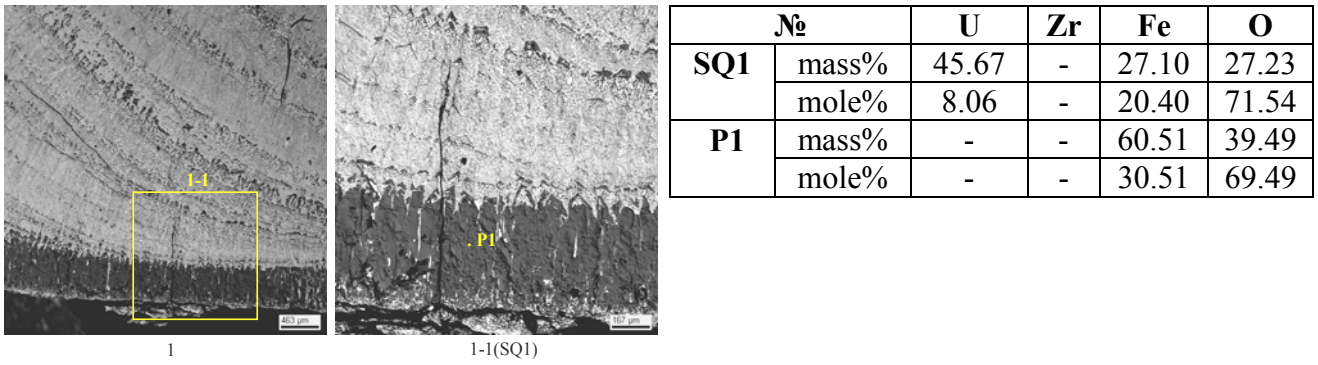 1-1
463 µm
1
. P1
167 µm
1-1(SQ1)
№ U Zr Fe O
SQ1 mass% 45.67 - 27.10 27.23
mole% 8.06 - 20.40 71.54
P1 mass% - - 60.51 39.49
mole% - - 30.51 69.49